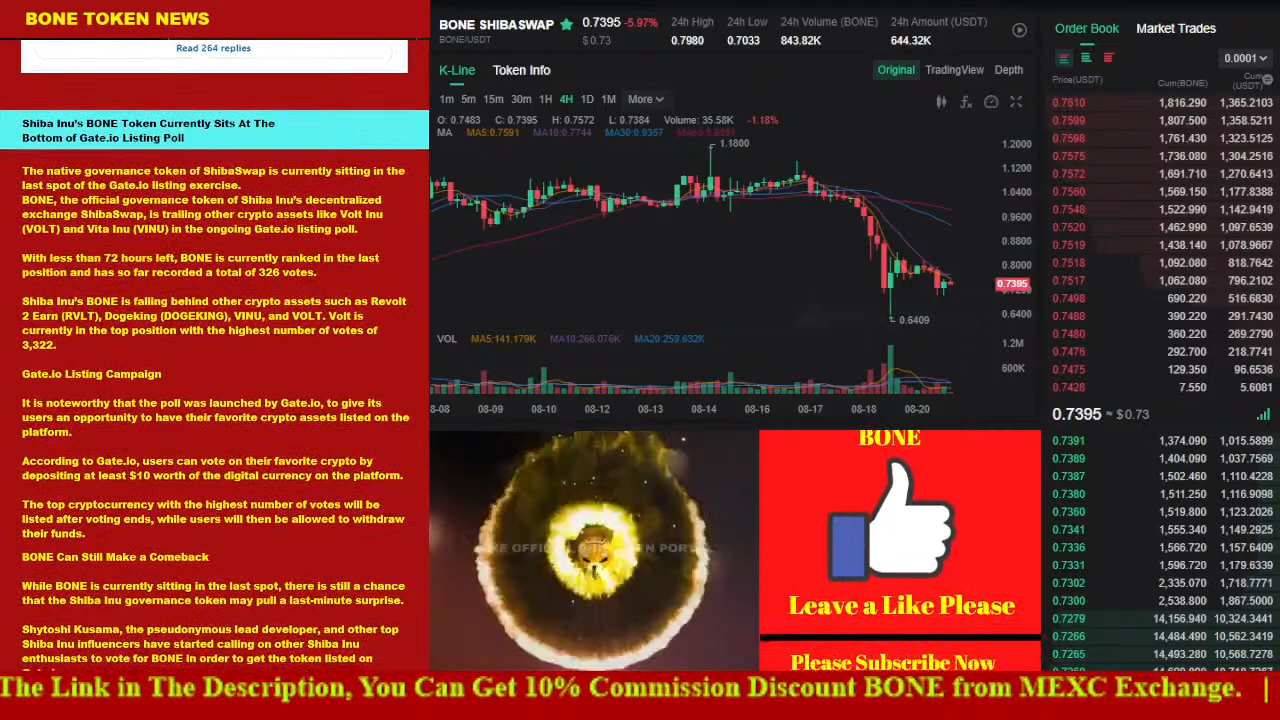 BONE TOKEN NEWS
Read 264 replies
Shiba Inu's BONE Token Currently Sits At The
Bottom of Gate.io Listing Poll
The native governance token of ShibaSwap is currently sitting in the
last spot of the Gate.io listing exercise.
BONE, the official governance token of Shiba Inu's decentralized
exchange ShibaSwap, is trailing other crypto assets like Volt Inu
(VOLT) and Vita Inu (VINU) in the ongoing Gate.io listing poll.
With less than 72 hours left, BONE is currently ranked in the last
position and has so far recorded a total of 326 votes.
Shiba Inu's BONE is falling behind other crypto assets such as Revolt
2 Earn (RVLT), Dogeking (DOGEKING), VINU, and VOLT. Volt is
currently in the top position with the highest number of votes of
3,322.
Gate.io Listing Campaign
It is noteworthy that the poll was launched by Gate.io, to give its
users an opportunity to have their favorite crypto assets listed on the
platform.
According to Gate.io, users can vote on their favorite crypto by
depositing at least $10 worth of the digital currency on the platform.
The top cryptocurrency with the highest number of votes will be
listed after voting ends, while users will then be allowed to withdraw
their funds.
BONE Can Still Make a Comeback
While BONE is currently sitting in the last spot, there is still a chance
that the Shiba Inu governance token may pull a last-minute surprise.
Shytoshi Kusama, the pseudonymous lead developer, and other top
Shiba Inu influencers have started calling on other Shiba Inu
enthusiasts to vote for BONE in order to get the token listed on
BONE SHIBASWAP 0.7395 -5.97% 24h High 24h Low 24h Volume (BONE) 24h Amount (USDT)
BONE/USDT $ 0.73 0.7980 0.7033 843.82K 644.32K
K-Line Token Info Original TradingView Depth
1m 5m 15m 30m 1H 4H 1D 1M More
O: 0.7483 C: 0.7395 H: 0.7572 L: 0.7384 Volume: 35.58K -1.18%
MA MA5:0.7591 MA10:0.7744 MA30:0.9357
1.2000
1.1800
1.1200
1.0400
0.9600
0.8800
0.8000
0.7395
0.6409
0.6400
VOL MA5:141.179K MA10:266.076K MA20:259.632K
1.2M
600K
8-08 08-09 08-10 08-12 08-13 08-14 08-16 08-17 08-18 08-20
Order Book Market Trades
0.0001
Price(USDT) Cum(BONE) Cum (USDT)
0.7610 1,816.290 1,365.2103
0.7599 1,807.500 1,358.5211
0.7598 1,761.430 1,323.5125
0.7575 1,736.080 1,304.2516
0.7572 1,691.710 1,270.6413
0.7560 1,569.150 1,177.8388
0.7548 1,522.990 1,142.9419
0.7520 1,462.990 1,097.6539
0.7519 1,438.140 1,078.9667
0.7518 1,092.080 818.7642
0.7517 1,062.080 796.2102
0.7498 690.220 516.6830
0.7488 390.220 291.7430
0.7480 360.220 269.2790
0.7476 292.700 218.7741
0.7475 129.350 96.6536
0.7428 7.550 5.6081
0.7395 ≈ $0.73
0.7391 1,374.090 1,015.5899
0.7389 1,404.090 1,037.7569
0.7387 1,502.460 1,110.4228
0.7380 1,511.250 1,116.9098
0.7360 1,519.800 1,123.2026
0.7341 1,555.340 1,149.2925
0.7336 1,566.720 1,157.6409
0.7331 1,596.720 1,179.6339
0.7302 2,335.070 1,718.7771
0.7300 2,538.800 1,867.5000
0.7279 14,156.940 10,324.3441
0.7266 14,484.490 10,562.3419
0.7265 14,493.280 10,568.7278
BONE
Leave a Like Please
Please Subscribe Now
The Link in The Description, You Can Get 10% Commission Discount BONE from MEXC Exchange. |